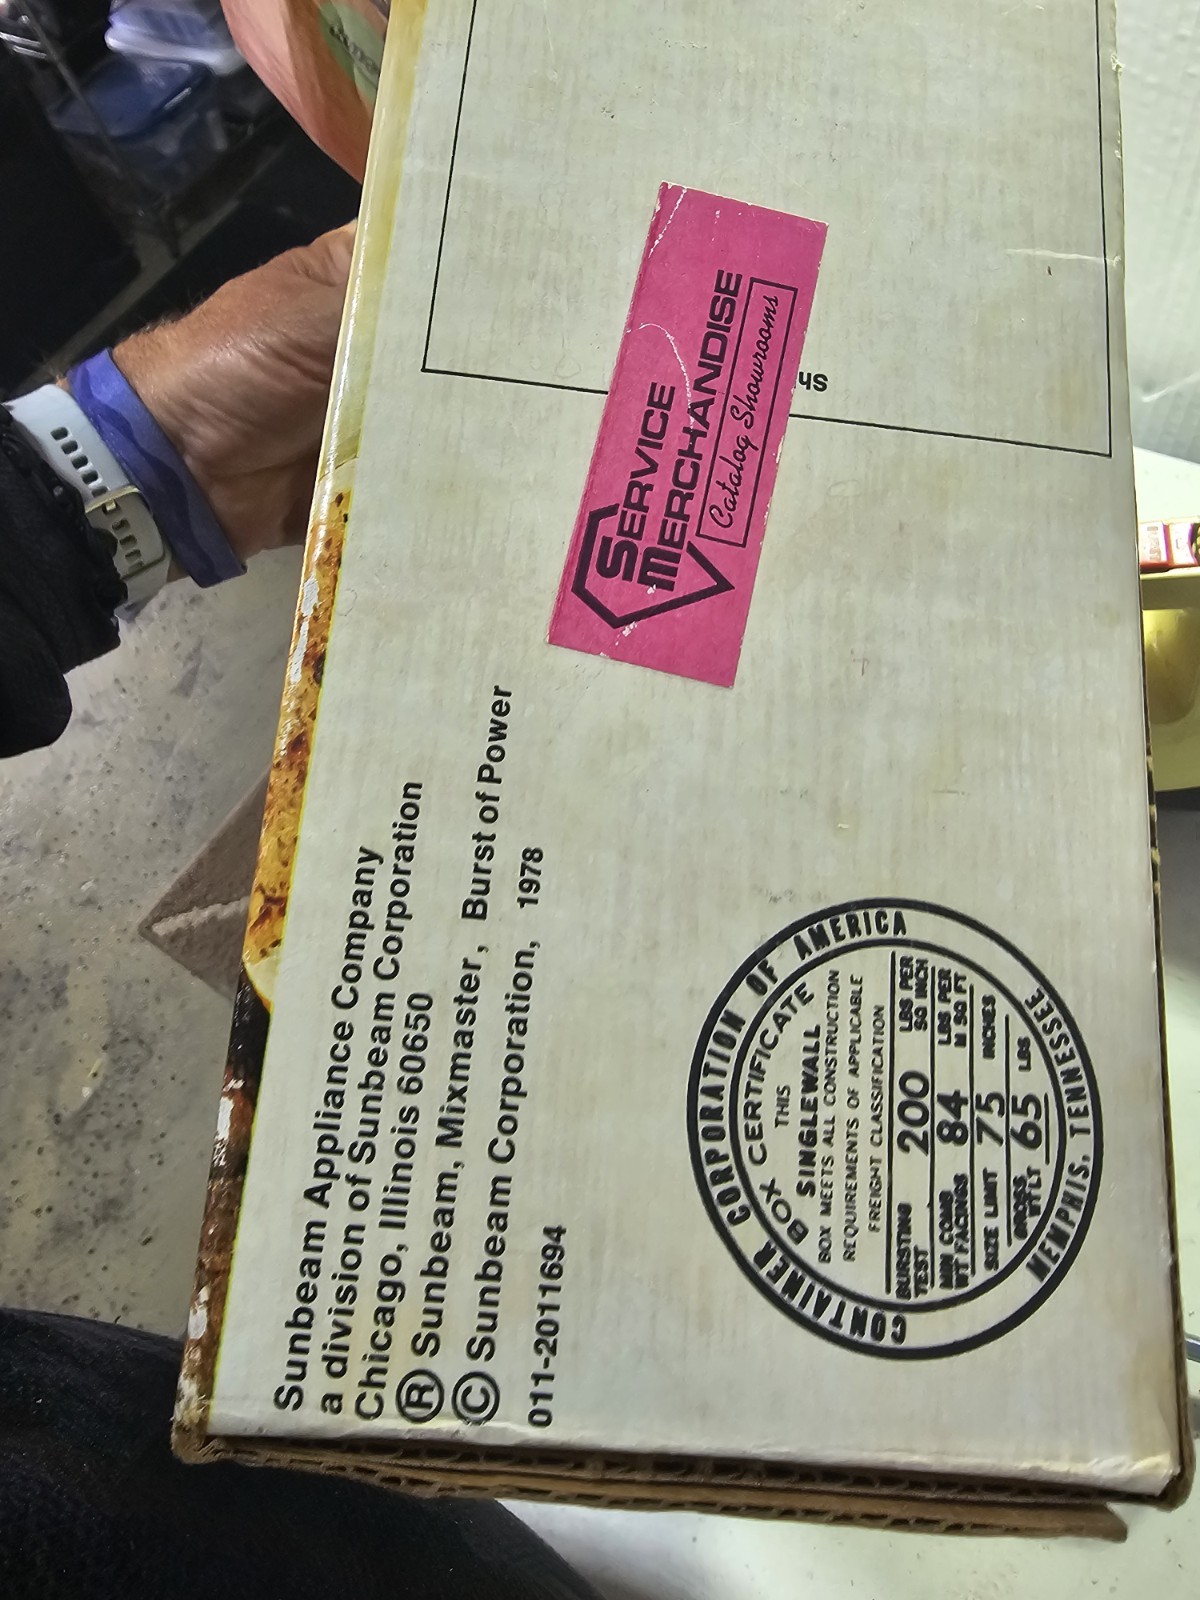 SERVICE
MERCHANDISE
Catalog Showrooms
Sh
Sunbeam Appliance Company
a division of Sunbeam Corporation
Chicago, Illinois 60650
® Sunbeam, Mixmaster, Burst of Power
© Sunbeam Corporation, 1978
011-2011694
CONTAINER CORPORATION OF AMERICA
BOX CERTIFICATE
THIS
SINGLEWALL
BOX MEETS ALL CONSTRUCTION
REQUIREMENTS OF APPLICABLE
FREIGHT CLASSIFICATION
BURSTING TEST 200 LBS PER SQ INCH
MIN COMB WT FACINGS 84 LBS PER M SQ FT
SIZE LIMIT 75 INCHES
GROSS WT LT 65 LBS
MEMPHIS, TENNESSEE